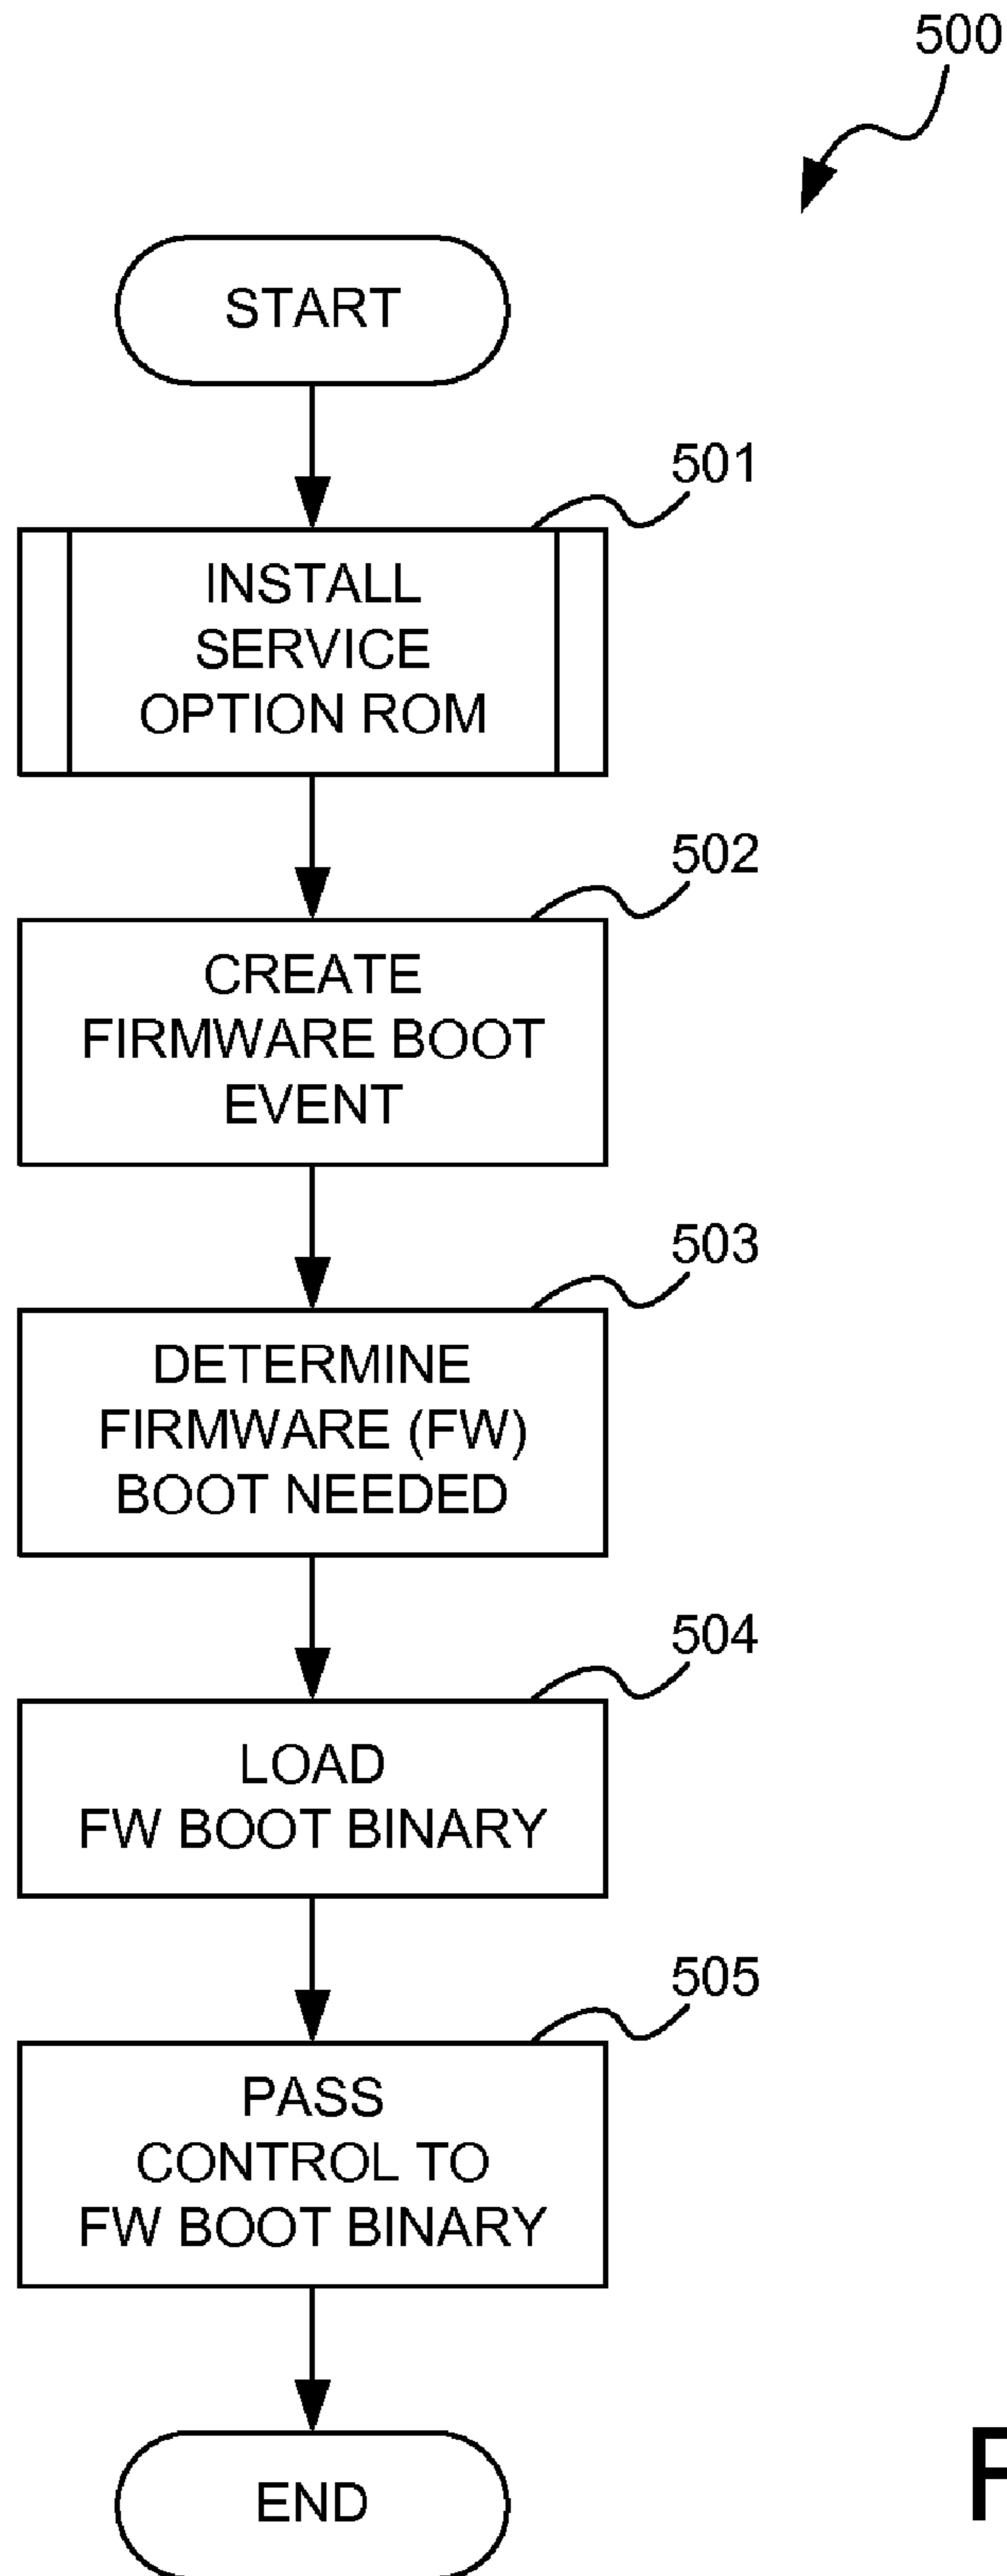 500
START
501
INSTALL
SERVICE
OPTION ROM
502
CREATE
FIRMWARE BOOT
EVENT
503
DETERMINE
FIRMWARE (FW)
BOOT NEEDED
504
LOAD
FW BOOT BINARY
505
PASS
CONTROL TO
FW BOOT BINARY
END